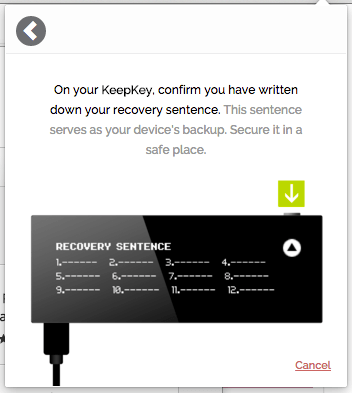 On your KeepKey, confirm you have written
down your recovery sentence. This sentence
serves as your device's backup. Secure it in a
safe place.
RECOVERY SENTENCE
1.------ 2.------ 3.------ 4.------
5.------ 6.------ 7.------ 8.------
9.------ 10.------ 11.------ 12.------
Cancel